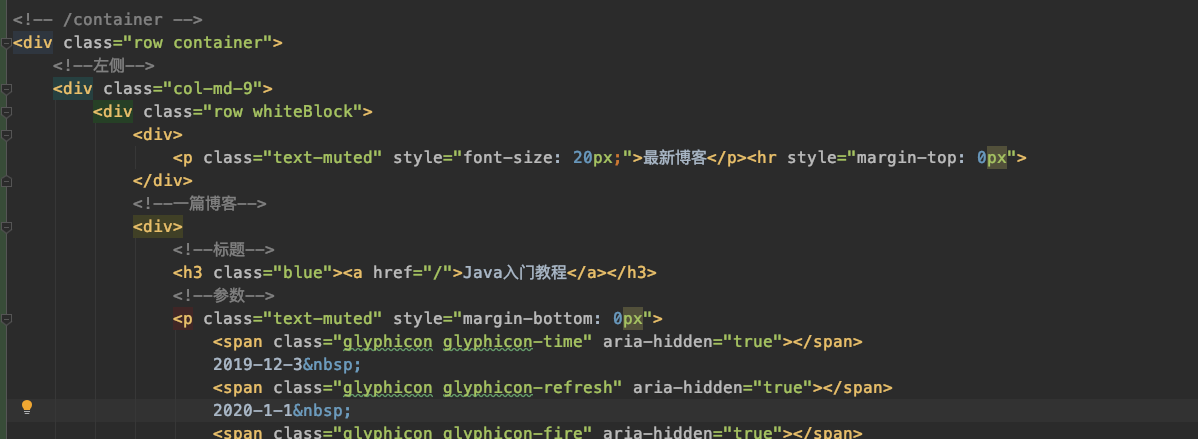 <!-- /container -->
<div class="row container">
<!--左侧-->
<div class="col-md-9">
<div class="row whiteBlock">
<div>
<p class="text-muted" style="font-size: 20px;">最新博客</p><hr style="margin-top: 0px">
</div>
<!--一篇博客-->
<div>
<!--标题-->
<h3 class="blue"><a href="/">Java入门教程</a></h3>
<!--参数-->
<p class="text-muted" style="margin-bottom: 0px">
<span class="glyphicon glyphicon-time" aria-hidden="true"></span>
2019-12-3&nbsp;
<span class="glyphicon glyphicon-refresh" aria-hidden="true"></span>
2020-1-1&nbsp;
<span class="glyphicon glyphicon-fire" aria-hidden="true"></span>